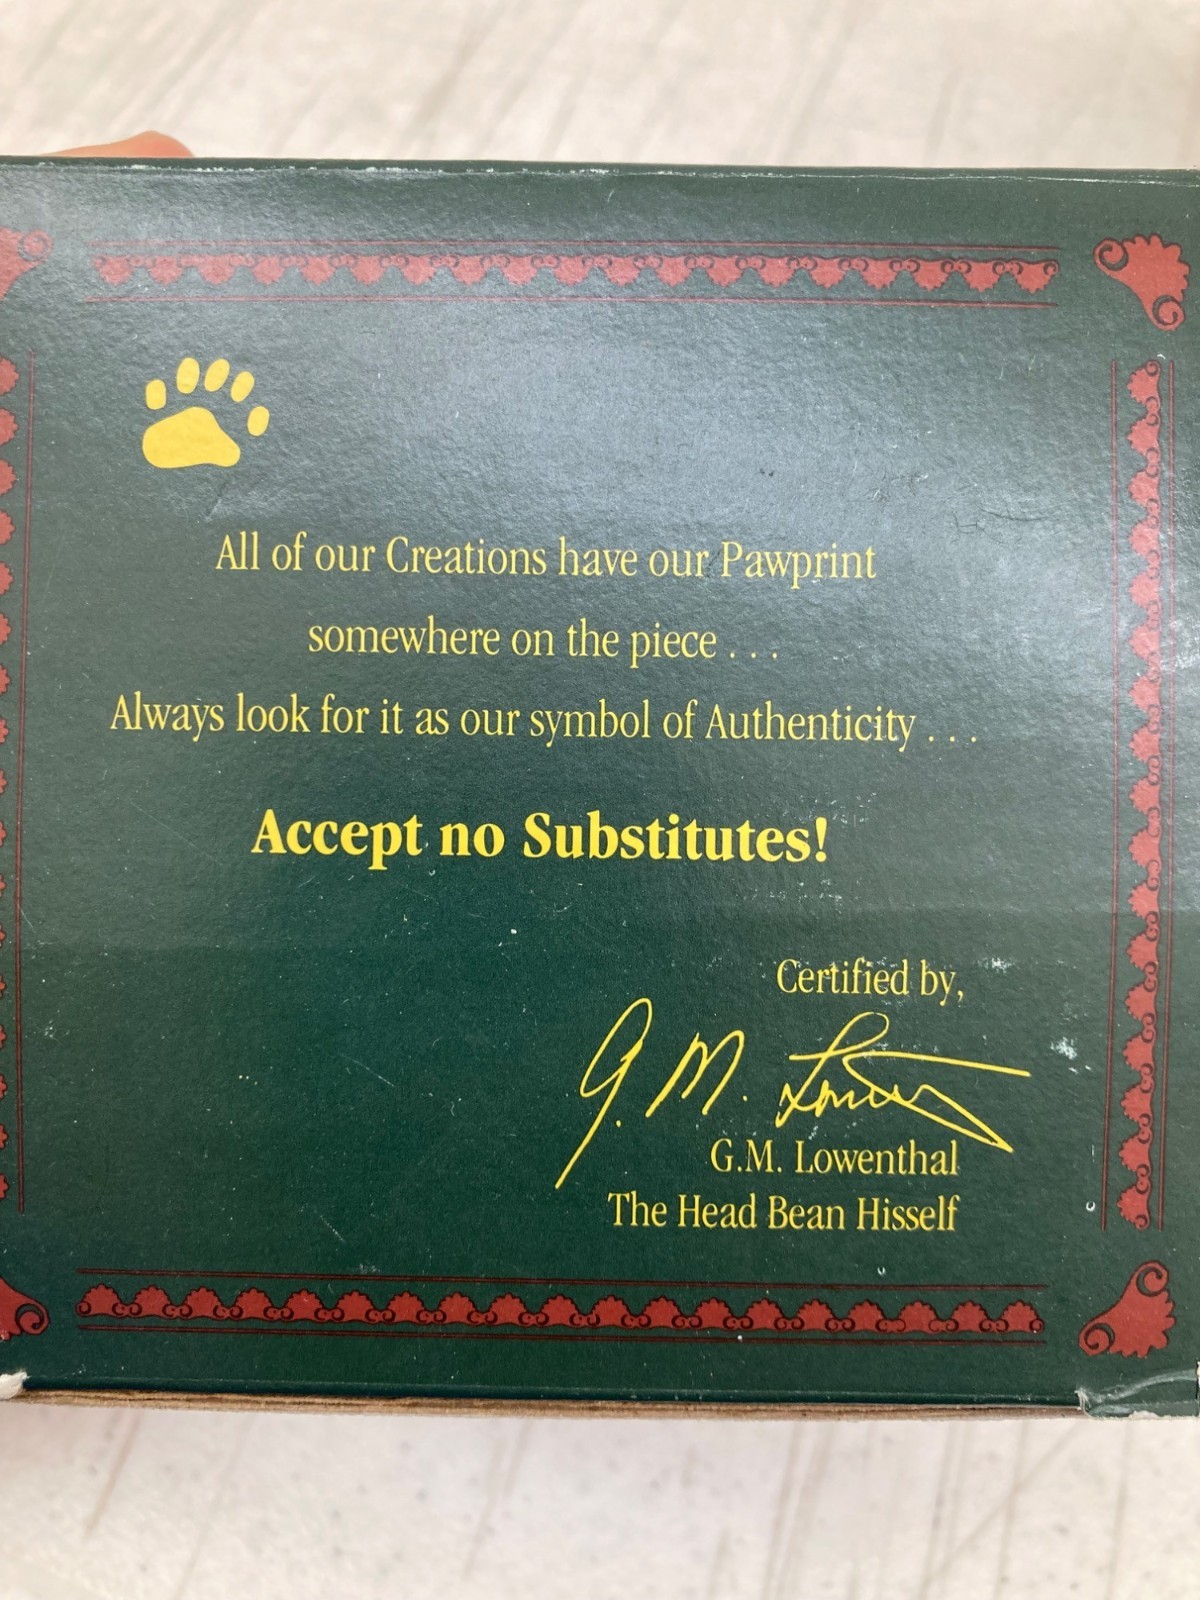 All of our Creations have our Pawprint
somewhere on the piece . . .
Always look for it as our symbol of Authenticity . . .
Accept no Substitutes!
Certified by,
G. M. Lowenthal
G.M. Lowenthal
The Head Bean Hisself